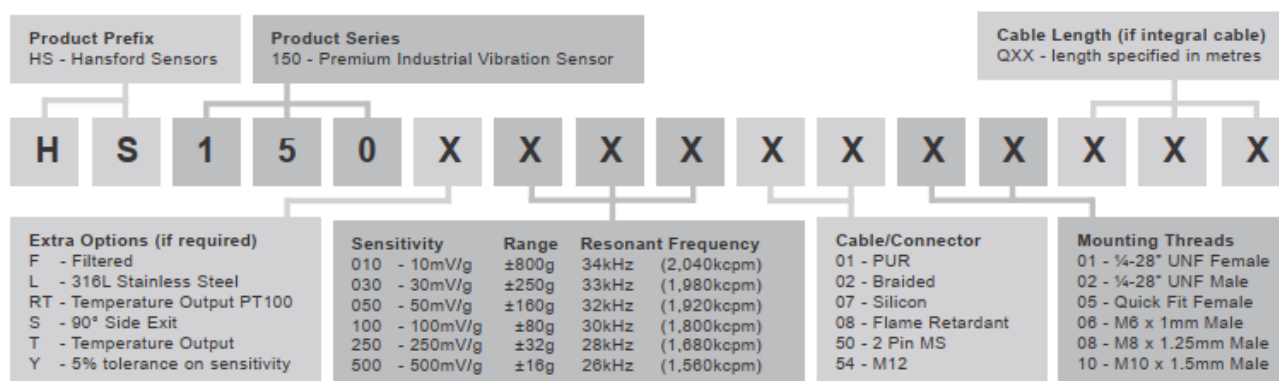 Product Prefix
HS - Hansford Sensors
Product Series
150 - Premium Industrial Vibration Sensor
Cable Length (if integral cable)
QXX - length specified in metres
H S 1 5 0 X X X X X X X X X X X
Extra Options (if required)
F - Filtered
L - 316L Stainless Steel
RT - Temperature Output PT100
S - 90° Side Exit
T - Temperature Output
Y - 5% tolerance on sensitivity
Sensitivity Range Resonant Frequency
010 - 10mV/g ±800g 34kHz (2,040kcpm)
030 - 30mV/g ±250g 33kHz (1,980kcpm)
050 - 50mV/g ±160g 32kHz (1,920kcpm)
100 - 100mV/g ±80g 30kHz (1,800kcpm)
250 - 250mV/g ±32g 28kHz (1,680kcpm)
500 - 500mV/g ±16g 26kHz (1,560kcpm)
Cable/Connector
01 - PUR
02 - Braided
07 - Silicon
08 - Flame Retardant
50 - 2 Pin MS
54 - M12
Mounting Threads
01 - ¼-28" UNF Female
02 - ¼-28" UNF Male
05 - Quick Fit Female
06 - M6 x 1mm Male
08 - M8 x 1.25mm Male
10 - M10 x 1.5mm Male